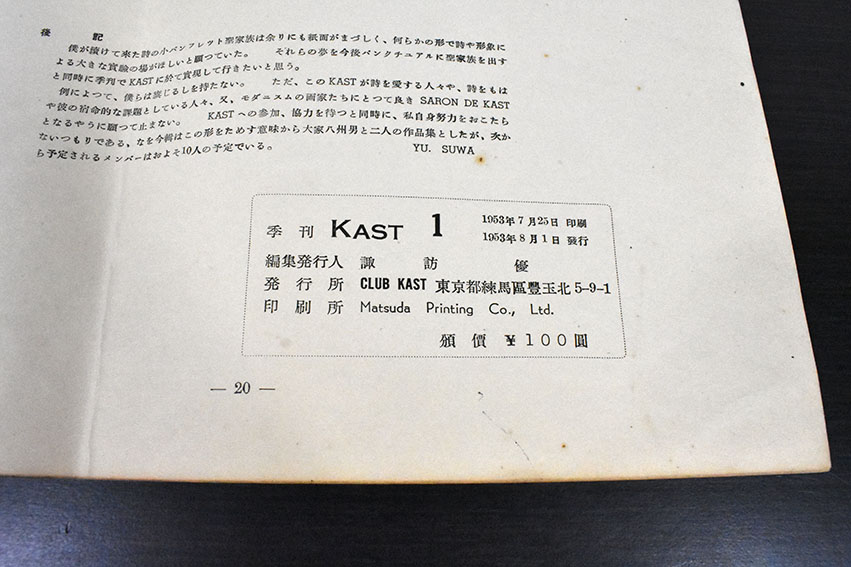 後記
僕が続けて来た詩の小パンフレット聖家族は余りにも紙面がまづしく、何らかの形で詩や形象に
よる大きな實驗の場がほしいと願つていた。 それらの夢を今後パンクチュアルに聖家族を出す
と同時に季刊でKASTに於て實現して行きたいと思う。
例によつて、僕らは旗じるしを持たない。 ただ、このKASTが詩を愛する人々や、詩をもは
や彼の宿命的な課題としている人々、又、モダニスムの画家たちにとつて良き SARON DE KAST
となるやうに願つて止まない。 KASTへの参加、協力を待つと同時に、私自身努力をおこたら
ないつもりである、なを今輯はこの形をためす意味から大家八州男と二人の作品集としたが、次か
ら予定されるメンバーはおよそ10人の予定でいる。 YU. SUWA
季刊 KAST 1 1953年7月25日 印刷
1953年8月1日 發行
編集発行人 諏訪優
発行所 CLUB KAST 東京都練馬區豐玉北5-9-1
印刷所 Matsuda Printing Co., Ltd.
頒價 ¥100圓
— 20 —